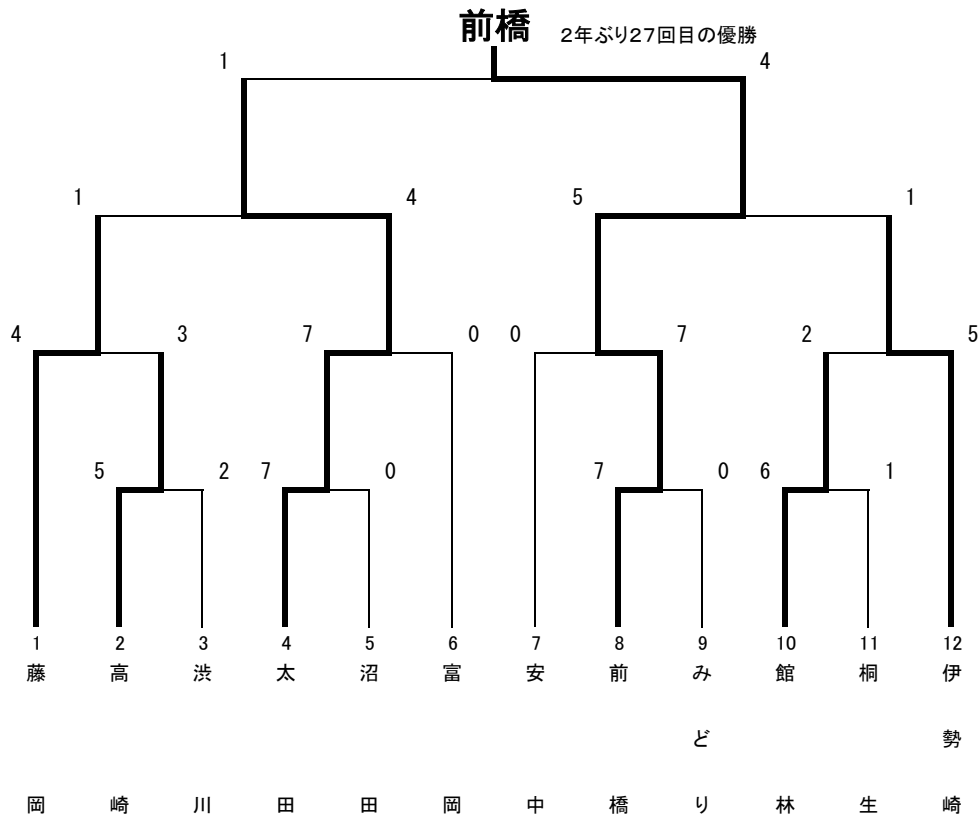 前橋 2年ぶり27回目の優勝
1 4
1 4 5 1
4 3 7 0 0 7 2 5
5 2 7 0 7 0 6 1
1 2 3 4 5 6 7 8 9 10 11 12
藤岡
高崎
渋川
太田
沼田
富岡
安中
前橋
みどり
館林
桐生
伊勢崎